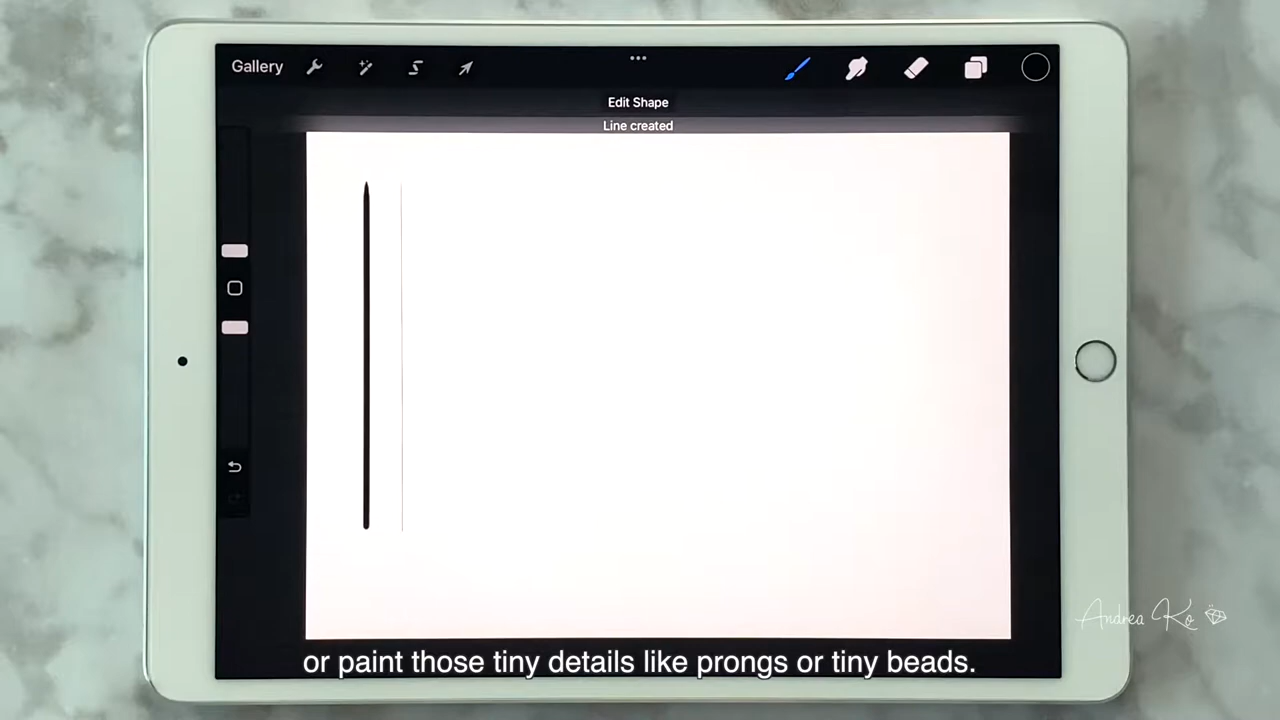 Gallery
Edit Shape
Line created
Andrea Ko
or paint those tiny details like prongs or tiny beads.